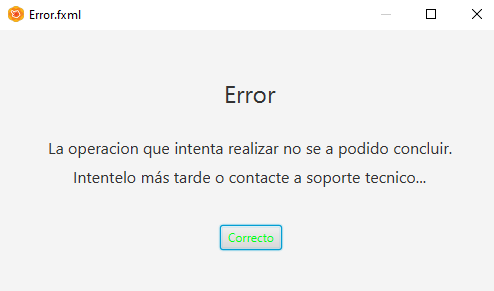 Error.fxml
Error
La operacion que intenta realizar no se a podido concluir.
Intentelo más tarde o contacte a soporte tecnico...
Correcto